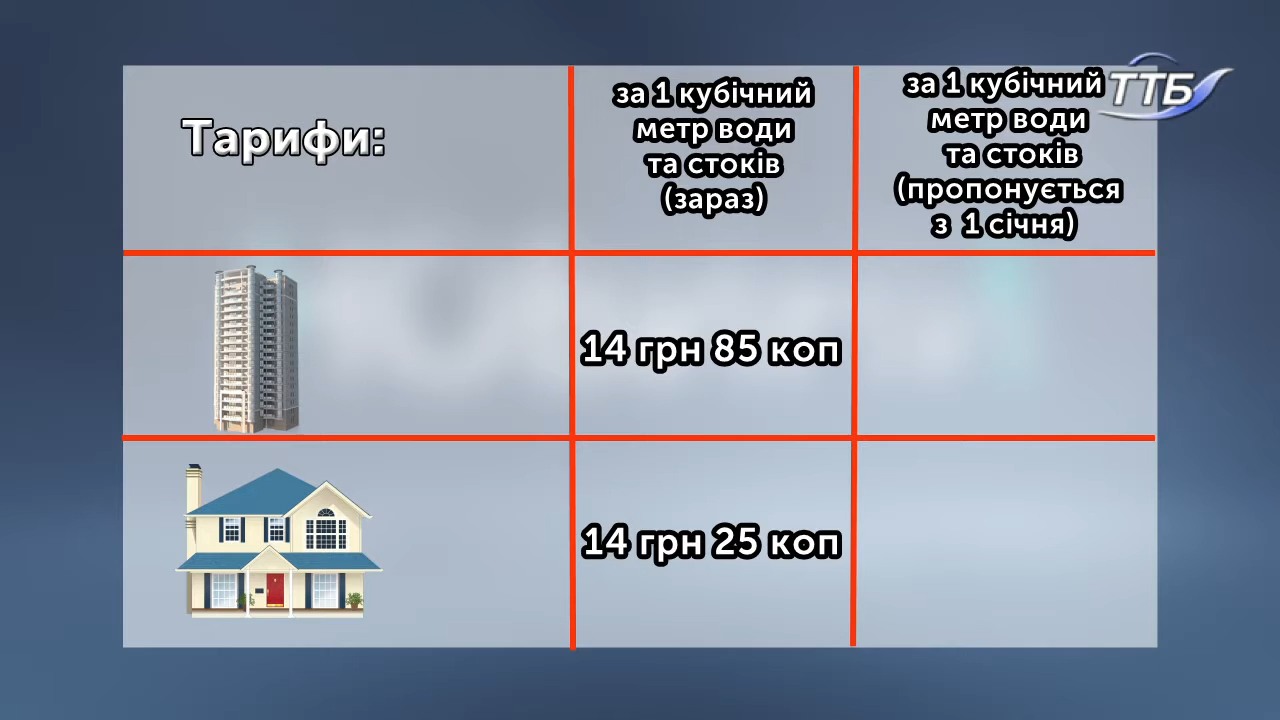 Тарифи:
за 1 кубічний
метр води
та стоків
(зараз)
за 1 кубічний
метр води
та стоків
(пропонується
з 1 січня)
ТТБ
14 грн 85 коп
14 грн 25 коп